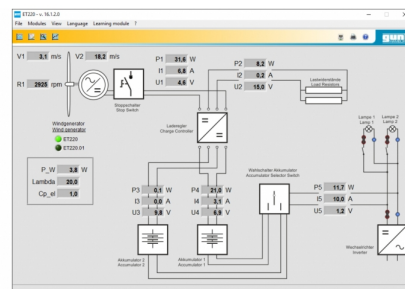 ET220 - v. 16.1.2.0
File Modules View Language Learning-module ?
gun
V1 3,1 m/s V2 18,2 m/s
P1 31,6 W
I1 6,8 A
U1 4,6 V
P2 8,2 W
I2 0,2 A
U2 15,0 V
Lastwiderstände
Load Resistors
R1 2925 rpm
Stoppschalter
Stop Switch
Windgenerator
Wind generator
ET220
ET220.01
Laderegler
Charge Controller
Lampe 1 Lampe 2
Lamp 1 Lamp 2
P_W 3,8 W
Lambda 20,0
Cp_el 1,0
P3 0,1 W
I3 0,0 A
U3 9,8 V
P4 21,0 W
I4 3,1 A
U4 6,9 V
Wahlschalter Akkumulator
Accumulator Selector Switch
P5 11,7 W
I5 10,0 A
U5 1,2 V
Akkumulator 2
Accumulator 2
Akkumulator 1
Accumulator 1
Wechselrichter
Inverter